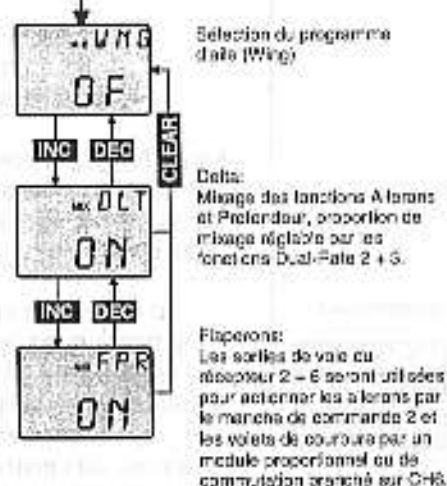 WNG
OF
Sélection du programme
d'aile (Wing)
INC DEC
CLEAR
MIX DLT
ON
Delta:
Mixage des fonctions Ailerons
et Profondeur, proportion de
mixage réglable par les
fonctions Dual-Rate 2 + 3.
INC DEC
FPR
ON
Flaperons:
Les sorties de voie du
récepteur 2 – 6 seront utilisées
pour actionner les ailerons par
le manche de commande 2 et
les volets de courbure par un
module proportionnel ou de
commutation branché sur CH6